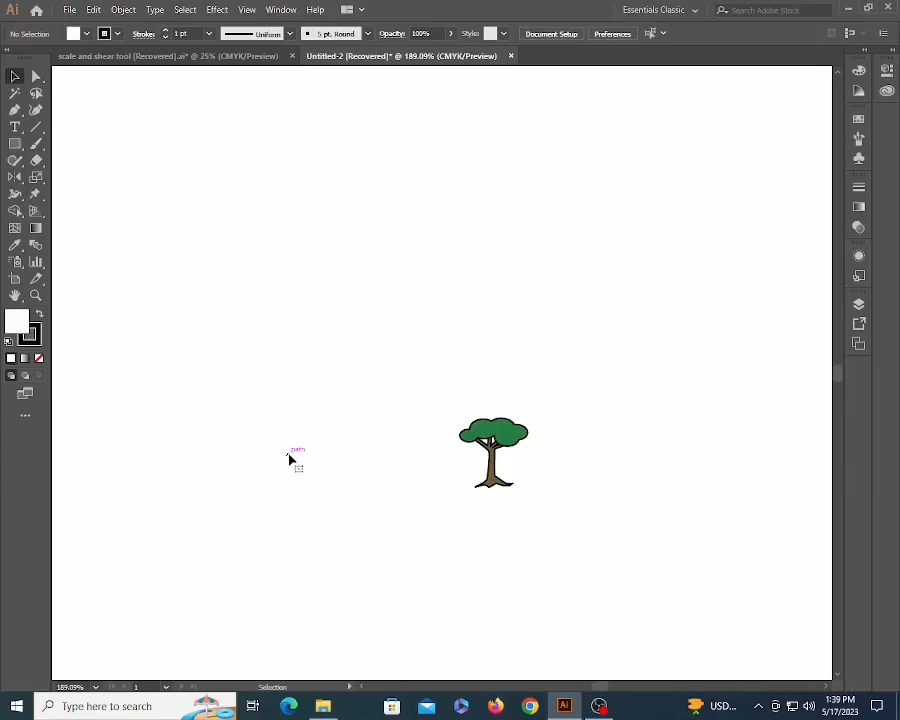 Ai File Edit Object Type Select Effect View Window Help Essentials Classic Search Adobe Stock
No Selection Stroke: 1 pt Uniform 5 pt. Round Opacity: 100% Style: Document Setup Preferences
scale and shear tool [Recovered].ai* @ 25% (CMYK/Preview) Untitled-2 [Recovered]* @ 189.09% (CMYK/Preview)
path
189.09% 1 Selection
Type here to search Ai USD... 1:39 PM
5/17/2023